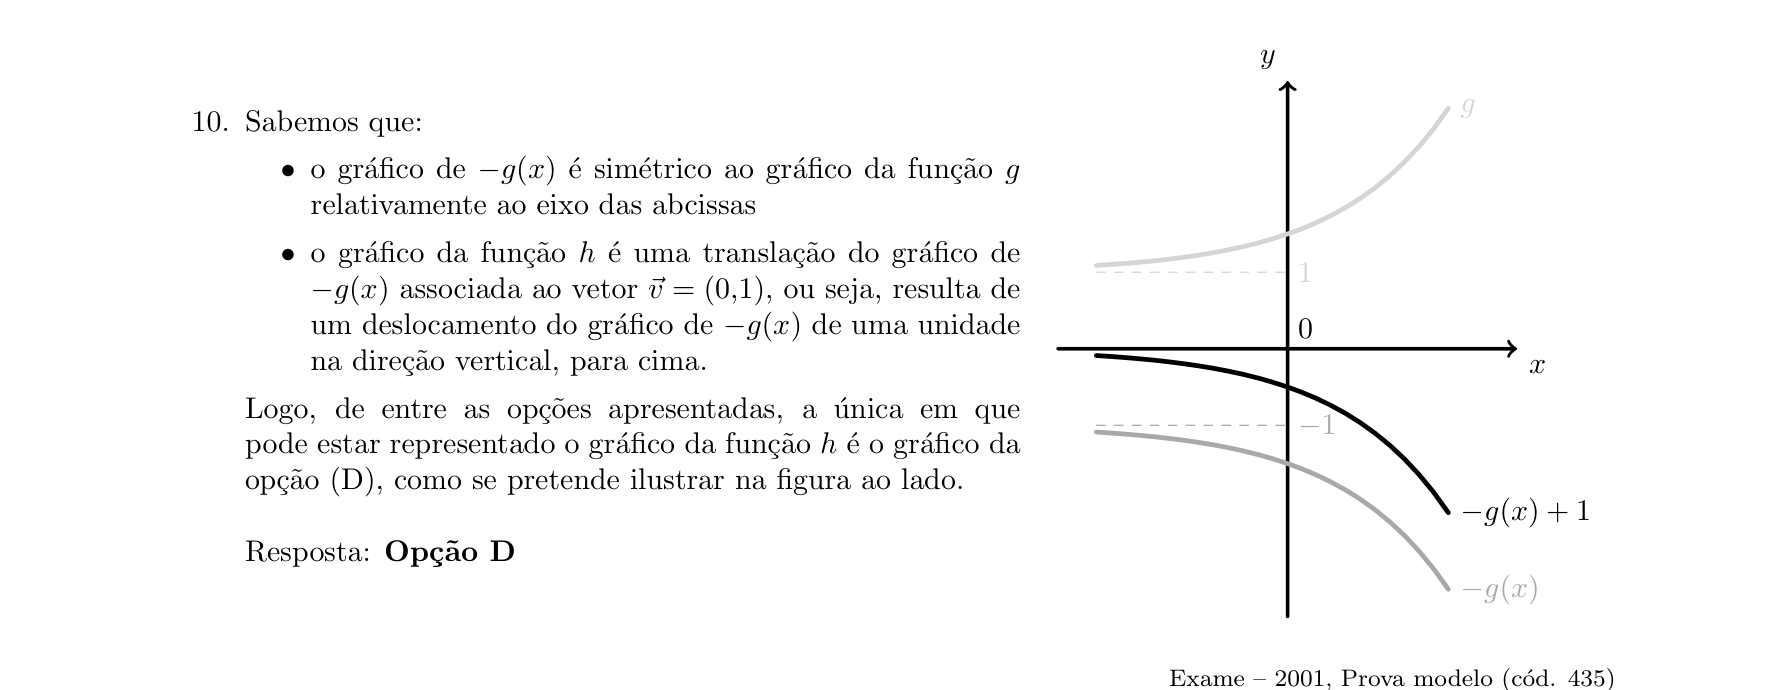 10. Sabemos que:
• o gráfico de −g(x) é simétrico ao gráfico da função g
relativamente ao eixo das abcissas
• o gráfico da função h é uma translação do gráfico de
−g(x) associada ao vetor v⃗ = (0,1), ou seja, resulta de
um deslocamento do gráfico de −g(x) de uma unidade
na direção vertical, para cima.
Logo, de entre as opções apresentadas, a única em que
pode estar representado o gráfico da função h é o gráfico da
opção (D), como se pretende ilustrar na figura ao lado.
Resposta: Opção D
y
g
1
0
x
−1
−g(x) + 1
−g(x)
Exame – 2001, Prova modelo (cód. 435)